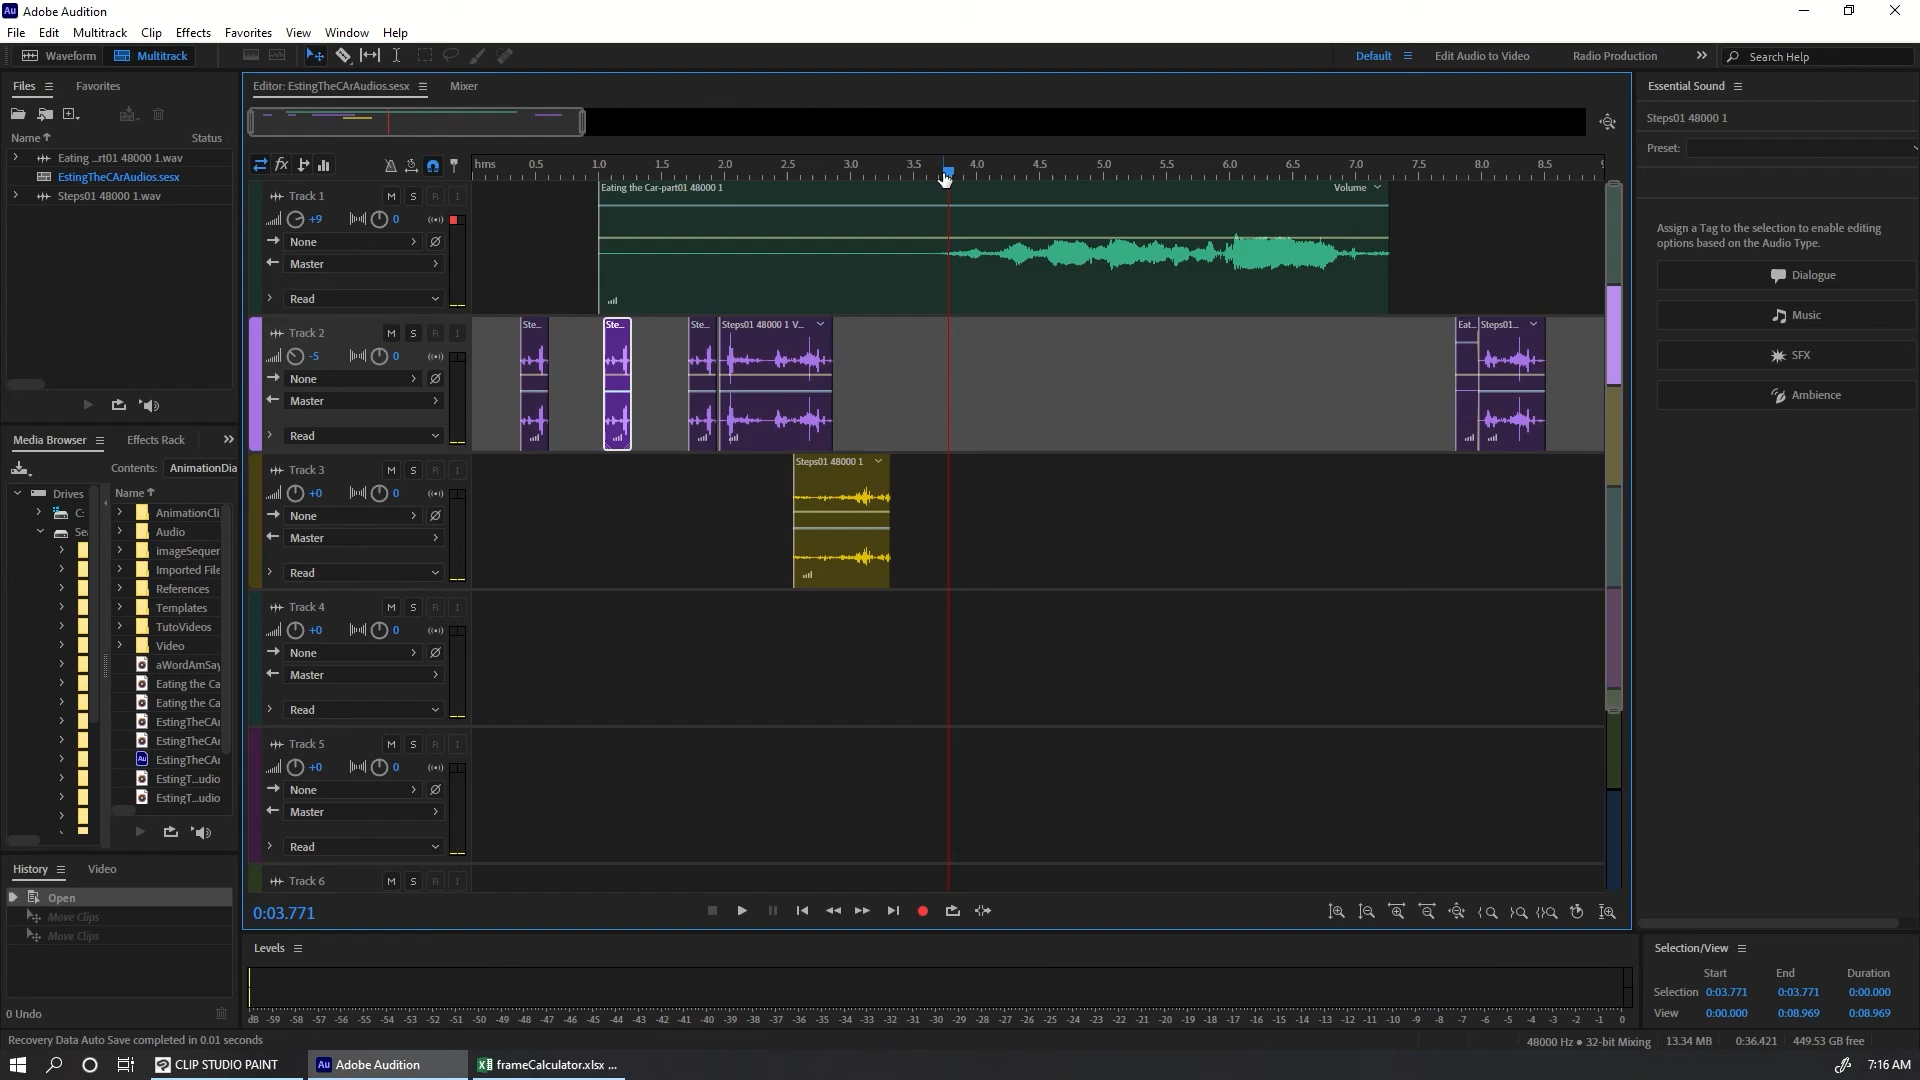 Adobe Audition
File Edit Multitrack Clip Effects Favorites View Window Help
Waveform Multitrack Default Edit Audio to Video Radio Production Search Help
Files Favorites
Name Status
Eating ...rt01 48000 1.wav
EstingTheCArAudios.sesx
Steps01 48000 1.wav
Media Browser Effects Rack
Contents: AnimationDia
Drives Name
C: AnimationCli
Se Audio
imageSequer
Imported File
References
Templates
TutoVideos
Video
aWordAmSay
Eating the Ca
Eating the Ca
EstingTheCAr
EstingTheCAr
EstingTheCAr
EstingT...udio
EstingT...udio
History Video
Open
Move Clips
Move Clips
0 Undo
Editor: EstingTheCArAudios.sesx Mixer
hms 0.5 1.0 1.5 2.0 2.5 3.0 3.5 4.0 4.5 5.0 5.5 6.0 6.5 7.0 7.5 8.0 8.5 9
Track 1 M S R I
+9 0
None
Master
Read
Eating the Car-part01 48000 1 Volume
Track 2 M S R I
-5 0
None
Master
Read
Ste... Ste... Ste... Steps01 48000 1 V... Eat... Steps01...
Track 3 M S R I
+0 0
None
Master
Read
Steps01 48000 1
Track 4 M S R I
+0 0
None
Master
Read
Track 5 M S R I
+0 0
None
Master
Read
Track 6 M S R I
0:03.771
Levels
dB -59 -58 -57 -56 -55 -54 -53 -52 -51 -50 -49 -48 -47 -46 -45 -44 -43 -42 -41 -40 -39 -38 -37 -36 -35 -34 -33 -32 -31 -30 -29 -28 -27 -26 -25 -24 -23 -22 -21 -20 -19 -18 -17 -16 -15 -14 -13 -12 -11 -10 -9 -8 -7 -6 -5 -4 -3 -2 -1 0
Essential Sound
Steps01 48000 1
Preset:
Assign a Tag to the selection to enable editing
options based on the Audio Type.
Dialogue
Music
SFX
Ambience
Selection/View
Start End Duration
Selection 0:03.771 0:03.771 0:00.000
View 0:00.000 0:08.969 0:08.969
Recovery Data Auto Save completed in 0.01 seconds
48000 Hz ● 32-bit Mixing 13.34 MB 0:36.421 449.53 GB free
CLIP STUDIO PAINT Au Adobe Audition frameCalculator.xlsx ... 7:16 AM